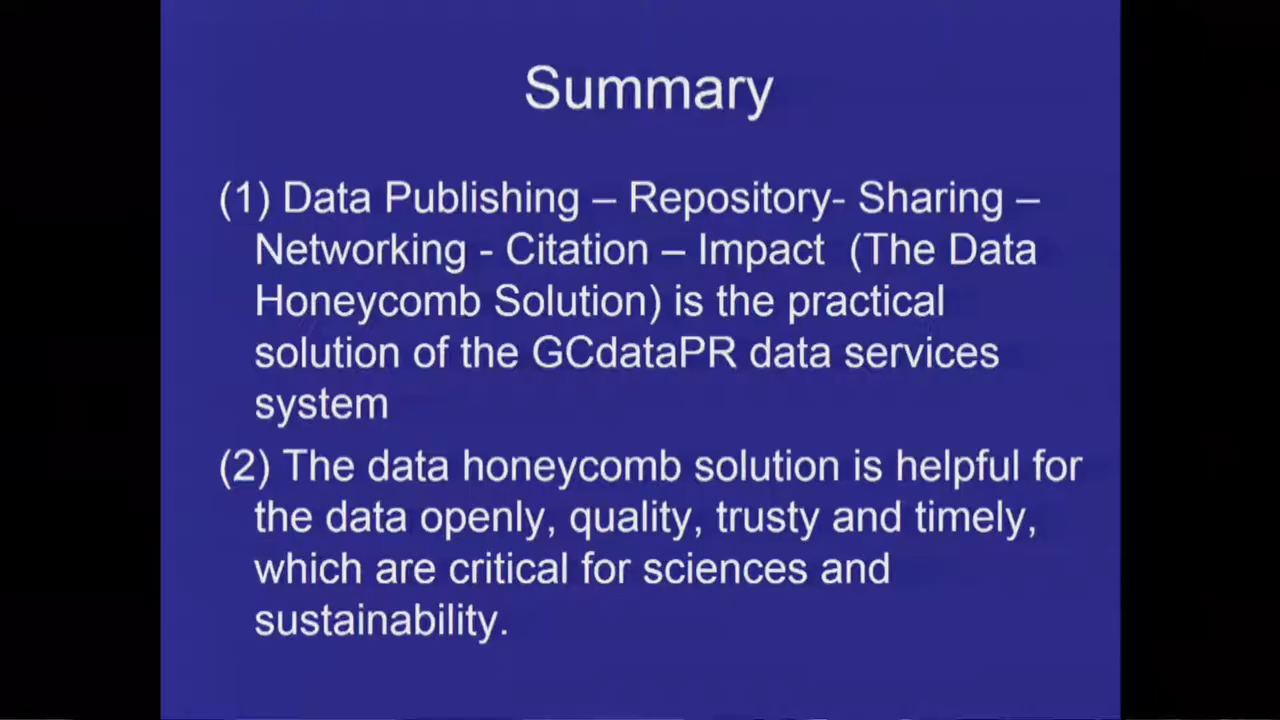 Summary
(1) Data Publishing – Repository- Sharing –
Networking - Citation – Impact (The Data
Honeycomb Solution) is the practical
solution of the GCdataPR data services
system
(2) The data honeycomb solution is helpful for
the data openly, quality, trusty and timely,
which are critical for sciences and
sustainability.